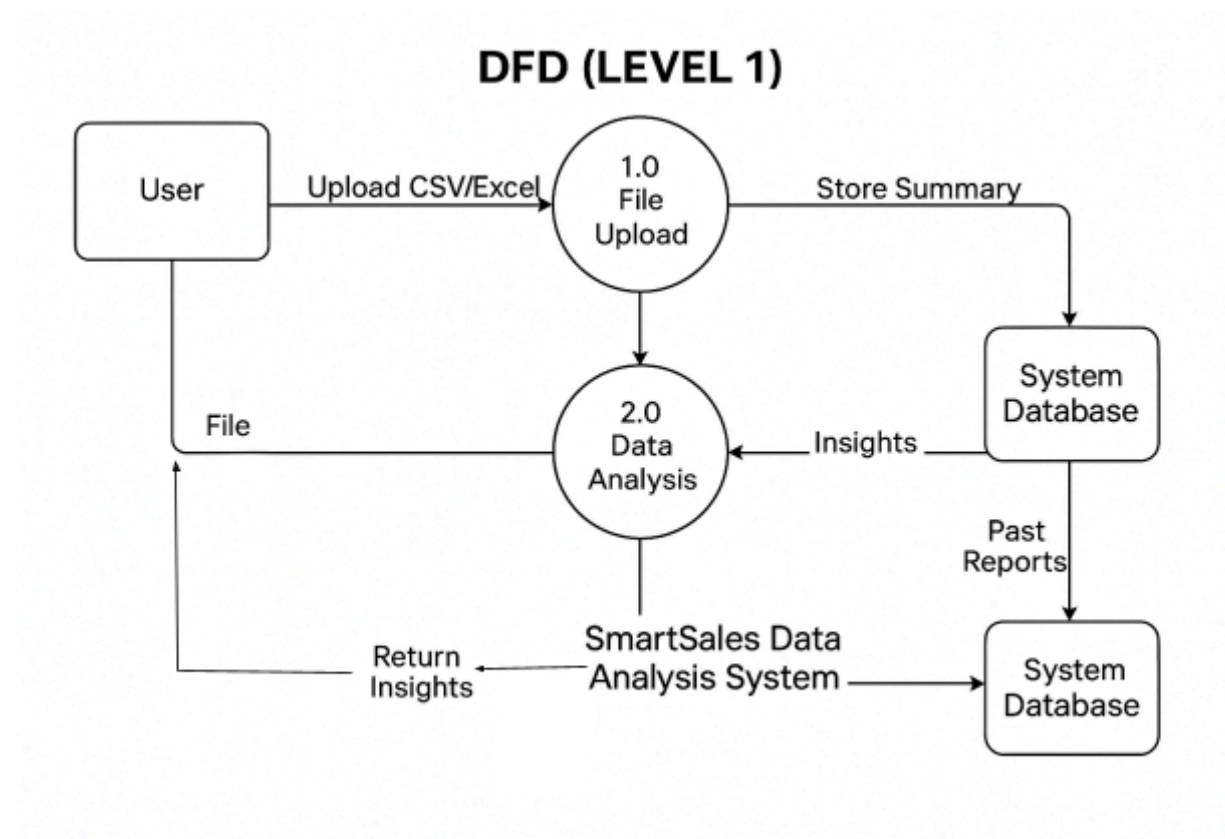 DFD (LEVEL 1)
User
Upload CSV/Excel
1.0
File
Upload
Store Summary
System
Database
File
2.0
Data
Analysis
Insights
Past
Reports
Return
Insights
SmartSales Data
Analysis System
System
Database